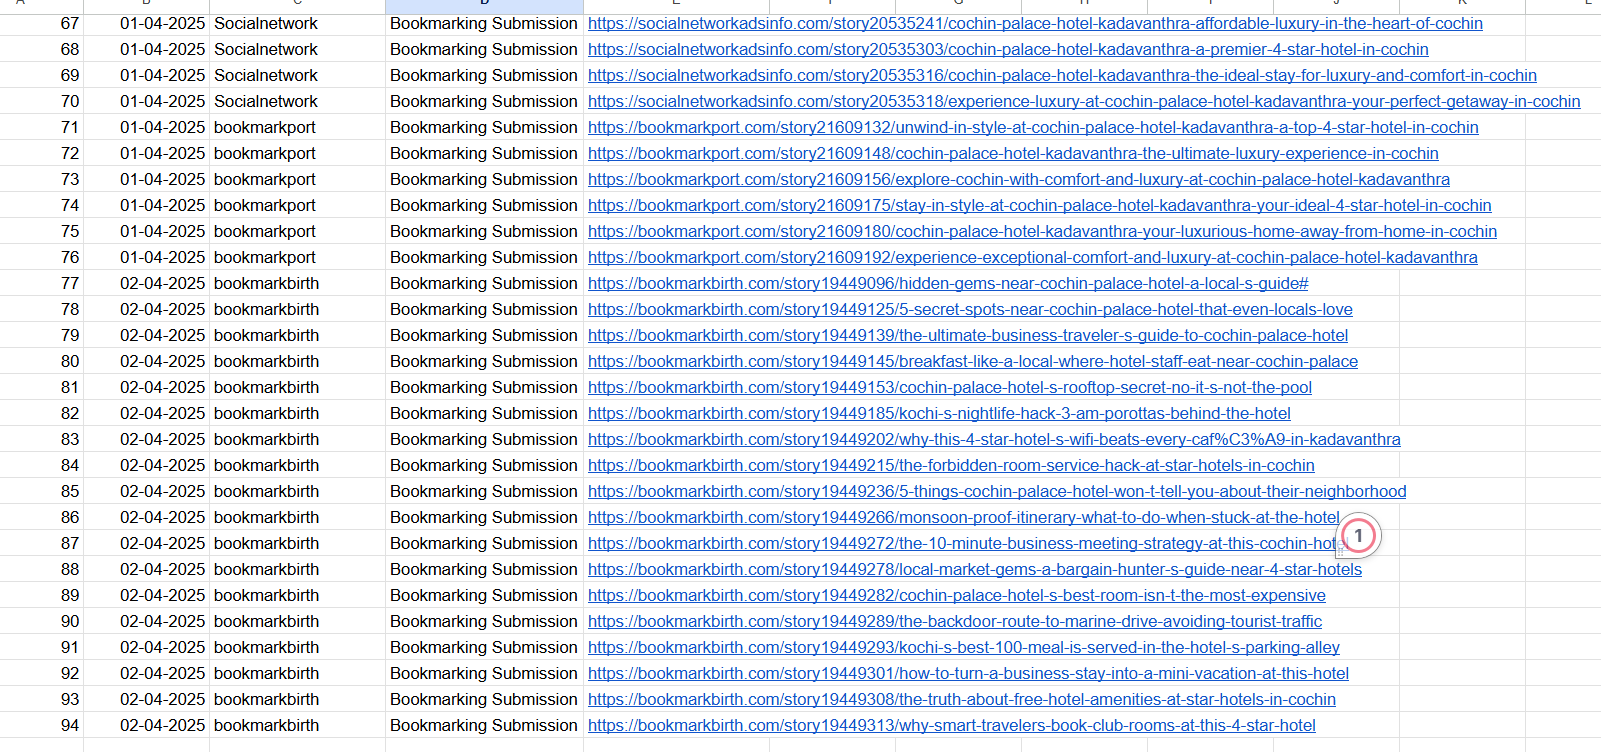 67 01-04-2025 Socialnetwork Bookmarking Submission https://socialnetworkadsinfo.com/story20535241/cochin-palace-hotel-kadavanthra-affordable-luxury-in-the-heart-of-cochin
68 01-04-2025 Socialnetwork Bookmarking Submission https://socialnetworkadsinfo.com/story20535303/cochin-palace-hotel-kadavanthra-a-premier-4-star-hotel-in-cochin
69 01-04-2025 Socialnetwork Bookmarking Submission https://socialnetworkadsinfo.com/story20535316/cochin-palace-hotel-kadavanthra-the-ideal-stay-for-luxury-and-comfort-in-cochin
70 01-04-2025 Socialnetwork Bookmarking Submission https://socialnetworkadsinfo.com/story20535318/experience-luxury-at-cochin-palace-hotel-kadavanthra-your-perfect-getaway-in-cochin
71 01-04-2025 bookmarkport Bookmarking Submission https://bookmarkport.com/story21609132/unwind-in-style-at-cochin-palace-hotel-kadavanthra-a-top-4-star-hotel-in-cochin
72 01-04-2025 bookmarkport Bookmarking Submission https://bookmarkport.com/story21609148/cochin-palace-hotel-kadavanthra-the-ultimate-luxury-experience-in-cochin
73 01-04-2025 bookmarkport Bookmarking Submission https://bookmarkport.com/story21609156/explore-cochin-with-comfort-and-luxury-at-cochin-palace-hotel-kadavanthra
74 01-04-2025 bookmarkport Bookmarking Submission https://bookmarkport.com/story21609175/stay-in-style-at-cochin-palace-hotel-kadavanthra-your-ideal-4-star-hotel-in-cochin
75 01-04-2025 bookmarkport Bookmarking Submission https://bookmarkport.com/story21609180/cochin-palace-hotel-kadavanthra-your-luxurious-home-away-from-home-in-cochin
76 01-04-2025 bookmarkport Bookmarking Submission https://bookmarkport.com/story21609192/experience-exceptional-comfort-and-luxury-at-cochin-palace-hotel-kadavanthra
77 02-04-2025 bookmarkbirth Bookmarking Submission https://bookmarkbirth.com/story19449096/hidden-gems-near-cochin-palace-hotel-a-local-s-guide#
78 02-04-2025 bookmarkbirth Bookmarking Submission https://bookmarkbirth.com/story19449125/5-secret-spots-near-cochin-palace-hotel-that-even-locals-love
79 02-04-2025 bookmarkbirth Bookmarking Submission https://bookmarkbirth.com/story19449139/the-ultimate-business-traveler-s-guide-to-cochin-palace-hotel
80 02-04-2025 bookmarkbirth Bookmarking Submission https://bookmarkbirth.com/story19449145/breakfast-like-a-local-where-hotel-staff-eat-near-cochin-palace
81 02-04-2025 bookmarkbirth Bookmarking Submission https://bookmarkbirth.com/story19449153/cochin-palace-hotel-s-rooftop-secret-no-it-s-not-the-pool
82 02-04-2025 bookmarkbirth Bookmarking Submission https://bookmarkbirth.com/story19449185/kochi-s-nightlife-hack-3-am-porottas-behind-the-hotel
83 02-04-2025 bookmarkbirth Bookmarking Submission https://bookmarkbirth.com/story19449202/why-this-4-star-hotel-s-wifi-beats-every-caf%C3%A9-in-kadavanthra
84 02-04-2025 bookmarkbirth Bookmarking Submission https://bookmarkbirth.com/story19449215/the-forbidden-room-service-hack-at-star-hotels-in-cochin
85 02-04-2025 bookmarkbirth Bookmarking Submission https://bookmarkbirth.com/story19449236/5-things-cochin-palace-hotel-won-t-tell-you-about-their-neighborhood
86 02-04-2025 bookmarkbirth Bookmarking Submission https://bookmarkbirth.com/story19449266/monsoon-proof-itinerary-what-to-do-when-stuck-at-the-hotel
87 02-04-2025 bookmarkbirth Bookmarking Submission https://bookmarkbirth.com/story19449272/the-10-minute-business-meeting-strategy-at-this-cochin-hot 1
88 02-04-2025 bookmarkbirth Bookmarking Submission https://bookmarkbirth.com/story19449278/local-market-gems-a-bargain-hunter-s-guide-near-4-star-hotels
89 02-04-2025 bookmarkbirth Bookmarking Submission https://bookmarkbirth.com/story19449282/cochin-palace-hotel-s-best-room-isn-t-the-most-expensive
90 02-04-2025 bookmarkbirth Bookmarking Submission https://bookmarkbirth.com/story19449289/the-backdoor-route-to-marine-drive-avoiding-tourist-traffic
91 02-04-2025 bookmarkbirth Bookmarking Submission https://bookmarkbirth.com/story19449293/kochi-s-best-100-meal-is-served-in-the-hotel-s-parking-alley
92 02-04-2025 bookmarkbirth Bookmarking Submission https://bookmarkbirth.com/story19449301/how-to-turn-a-business-stay-into-a-mini-vacation-at-this-hotel
93 02-04-2025 bookmarkbirth Bookmarking Submission https://bookmarkbirth.com/story19449308/the-truth-about-free-hotel-amenities-at-star-hotels-in-cochin
94 02-04-2025 bookmarkbirth Bookmarking Submission https://bookmarkbirth.com/story19449313/why-smart-travelers-book-club-rooms-at-this-4-star-hotel